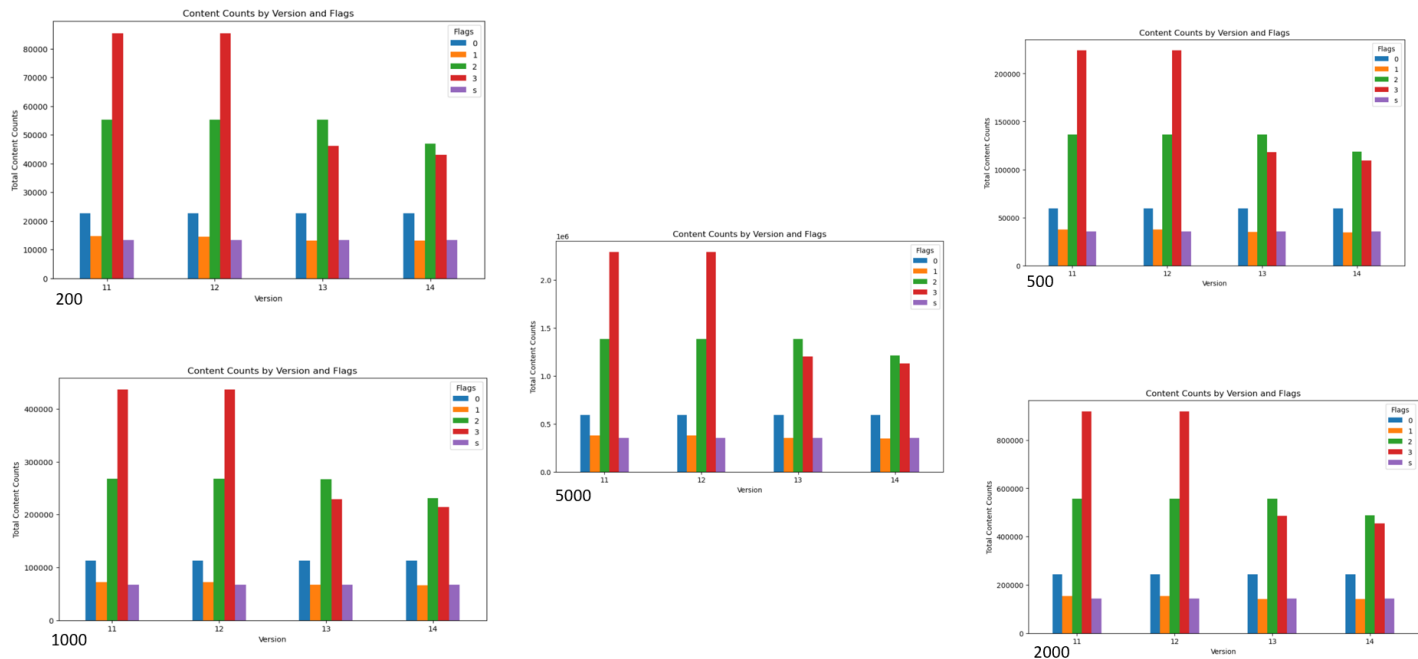 Content Counts by Version and Flags
Total Content Counts
80000
70000
60000
50000
40000
30000
20000
10000
0
Flags
0
1
2
3
s
11 12 13 14
Version
200
Content Counts by Version and Flags
Total Content Counts
200000
150000
100000
50000
0
Flags
0
1
2
3
s
11 12 13 14
Version
500
Content Counts by Version and Flags
1e6
Total Content Counts
2.0
1.5
1.0
0.5
0.0
Flags
0
1
2
3
s
11 12 13 14
Version
5000
Content Counts by Version and Flags
Total Content Counts
400000
300000
200000
100000
0
Flags
0
1
2
3
s
11 12 13 14
Version
1000
Content Counts by Version and Flags
Total Content Counts
800000
600000
400000
200000
0
Flags
0
1
2
3
s
11 12 13 14
Version
2000